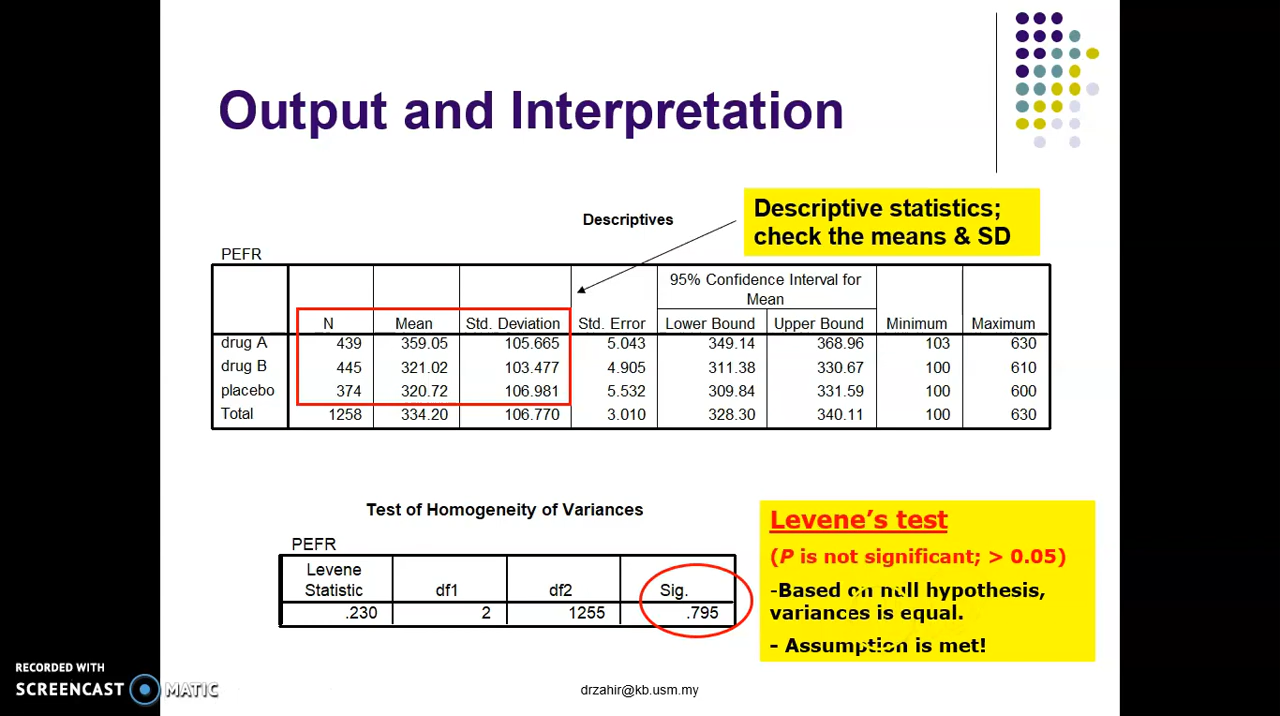 Output and Interpretation
Descriptives
Descriptive statistics;
check the means & SD
PEFR
95% Confidence Interval for
Mean
N Mean Std. Deviation Std. Error Lower Bound Upper Bound Minimum Maximum
drug A 439 359.05 105.665 5.043 349.14 368.96 103 630
drug B 445 321.02 103.477 4.905 311.38 330.67 100 610
placebo 374 320.72 106.981 5.532 309.84 331.59 100 600
Total 1258 334.20 106.770 3.010 328.30 340.11 100 630
Test of Homogeneity of Variances
PEFR
Levene
Statistic df1 df2 Sig.
.230 2 1255 .795
Levene's test
(P is not significant; > 0.05)
-Based on null hypothesis,
variances is equal.
- Assumption is met!
RECORDED WITH
SCREENCAST MATIC
drzahir@kb.usm.my